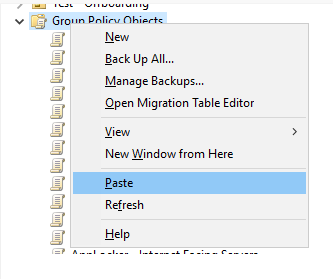 Test - Onboarding
Group Policy Objects
New
Back Up All...
Manage Backups...
Open Migration Table Editor
View
New Window from Here
Paste
Refresh
Help
AppLocker - Internet Facing Servers